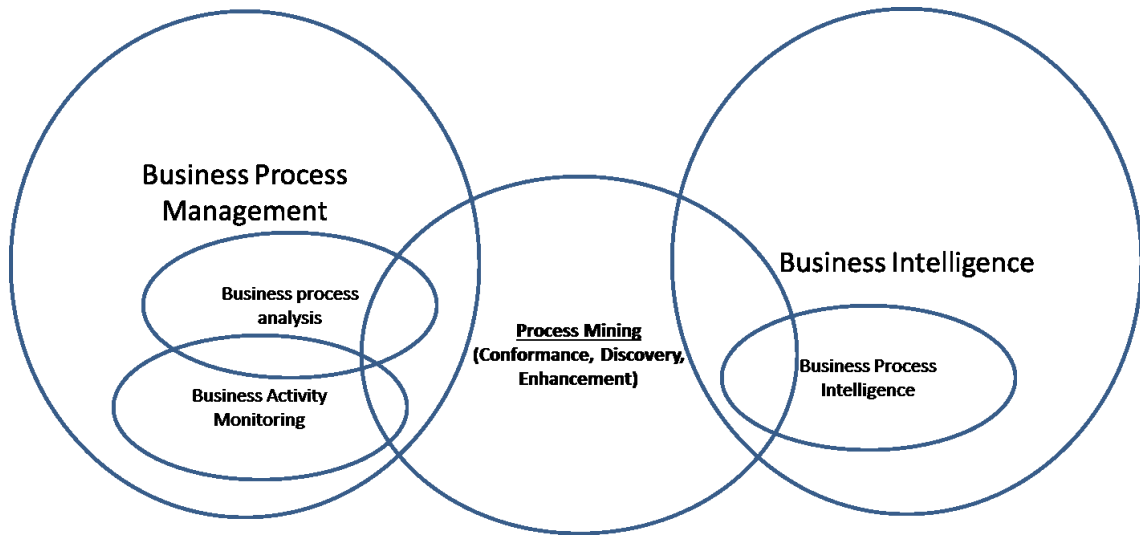 Business Process
Management
Business process
analysis
Business Activity
Monitoring
Process Mining
(Conformance, Discovery,
Enhancement)
Business Intelligence
Business Process
Intelligence